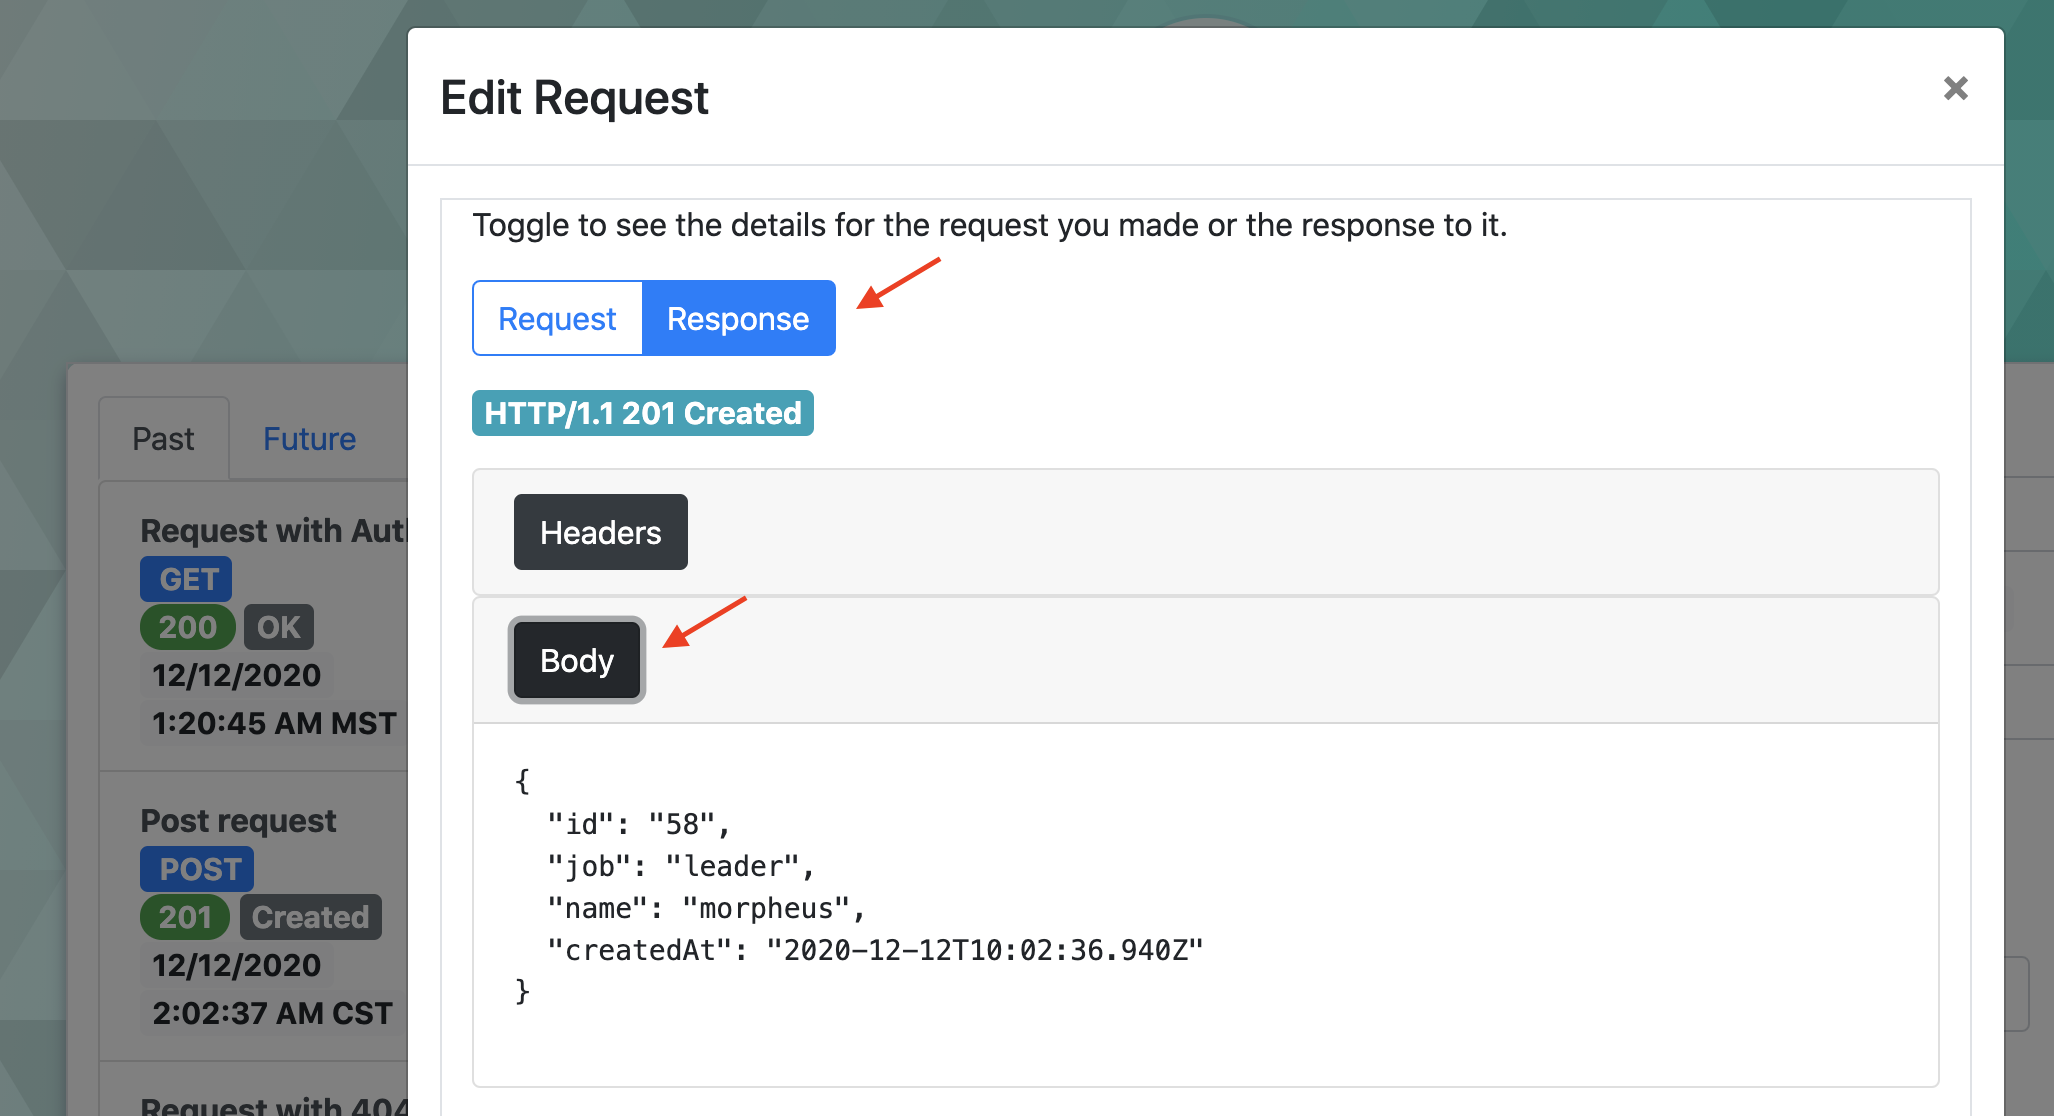 Edit Request
×
Toggle to see the details for the request you made or the response to it.
Request Response
HTTP/1.1 201 Created
Headers
Body
{
"id": "58",
"job": "leader",
"name": "morpheus",
"createdAt": "2020-12-12T10:02:36.940Z"
}
Past Future
Request with Auth
GET
200 OK
12/12/2020
1:20:45 AM MST
Post request
POST
201 Created
12/12/2020
2:02:37 AM CST
Request with 404